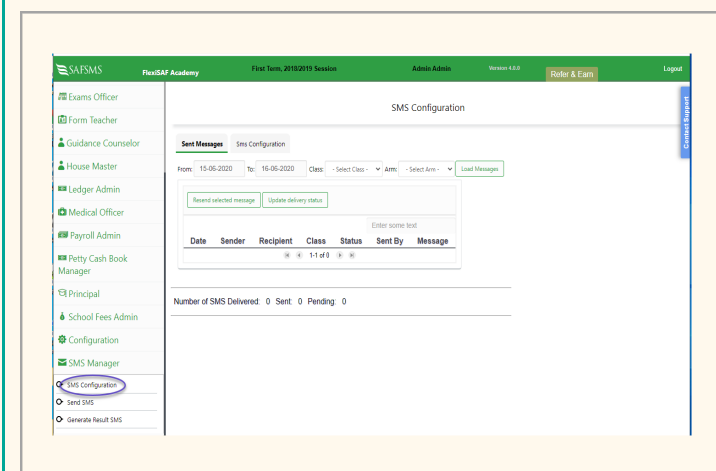 SAFSMS
FlexiSAF Academy
First Term, 2018/2019 Session
Admin Admin
Version 4.0.6
Refer & Earn
Logout
Exams Officer
Form Teacher
Guidance Counselor
House Master
Ledger Admin
Medical Officer
Payroll Admin
Petty Cash Book
Manager
Principal
School Fees Admin
Configuration
SMS Manager
SMS Configuration
Send SMS
Generate Result SMS
SMS Configuration
Contact Support
Sent Messages Sms Configuration
From: 15-06-2020 To: 16-06-2020 Class: - Select Class - Arm: - Select Arm - Load Messages
Resend selected message Update delivery status
Enter some text
Date Sender Recipient Class Status Sent By Message
1-1 of 0
Number of SMS Delivered: 0 Sent: 0 Pending: 0